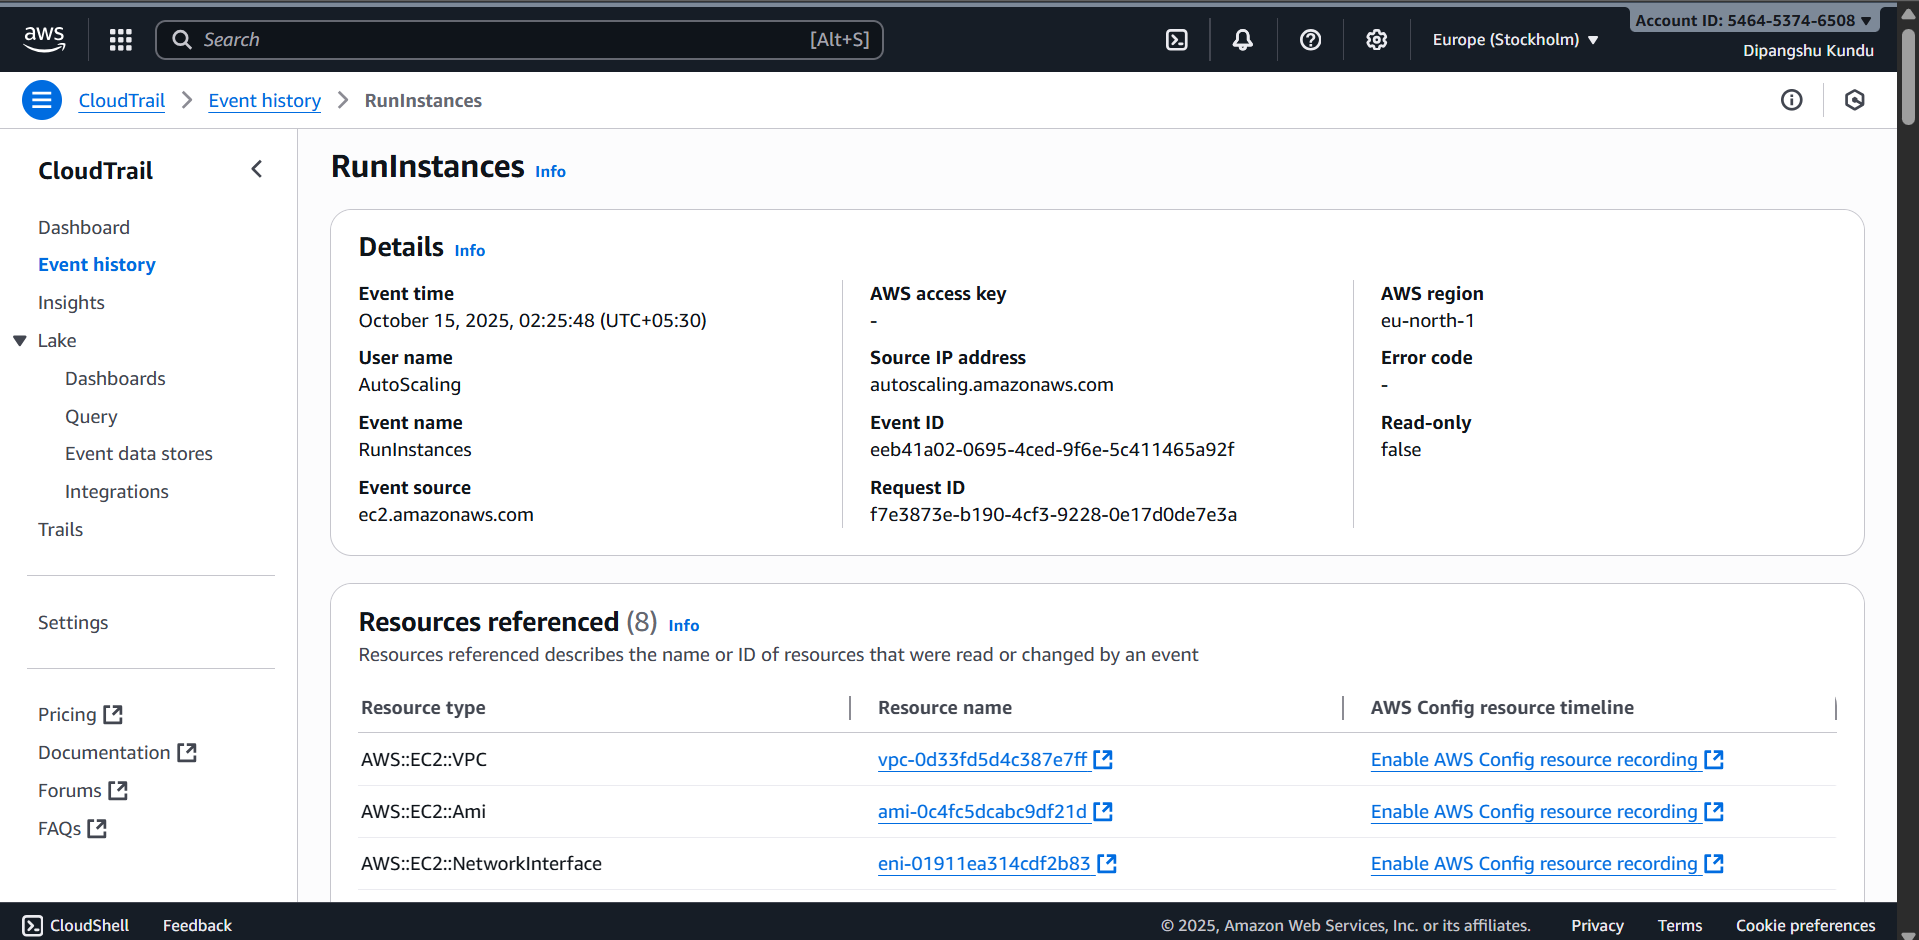 aws
Search [Alt+S]
Europe (Stockholm)
Account ID: 5464-5374-6508
Dipangshu Kundu
CloudTrail
Event history
RunInstances
CloudTrail
Dashboard
Event history
Insights
Lake
Dashboards
Query
Event data stores
Integrations
Trails
Settings
Pricing
Documentation
Forums
FAQs
RunInstances Info
Details Info
Event time
October 15, 2025, 02:25:48 (UTC+05:30)
User name
AutoScaling
Event name
RunInstances
Event source
ec2.amazonaws.com
AWS access key
-
Source IP address
autoscaling.amazonaws.com
Event ID
eeb41a02-0695-4ced-9f6e-5c411465a92f
Request ID
f7e3873e-b190-4cf3-9228-0e17d0de7e3a
AWS region
eu-north-1
Error code
-
Read-only
false
Resources referenced (8) Info
Resources referenced describes the name or ID of resources that were read or changed by an event
Resource type Resource name AWS Config resource timeline
AWS::EC2::VPC vpc-0d33fd5d4c387e7ff Enable AWS Config resource recording
AWS::EC2::Ami ami-0c4fc5dcabc9df21d Enable AWS Config resource recording
AWS::EC2::NetworkInterface eni-01911ea314cdf2b83 Enable AWS Config resource recording
CloudShell Feedback © 2025, Amazon Web Services, Inc. or its affiliates. Privacy Terms Cookie preferences